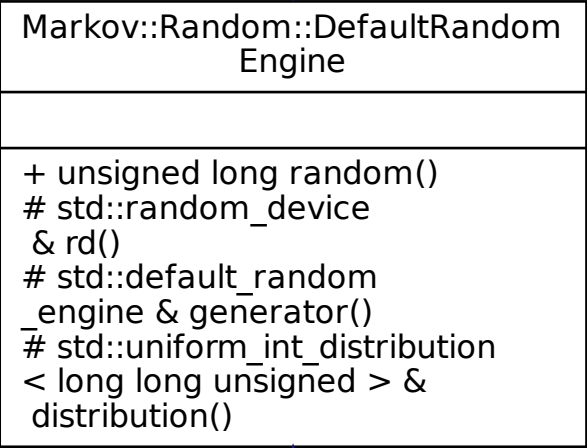 Markov::Random::DefaultRandom
Engine
+ unsigned long random()
# std::random_device
& rd()
# std::default_random
_engine & generator()
# std::uniform_int_distribution
< long long unsigned > &
distribution()